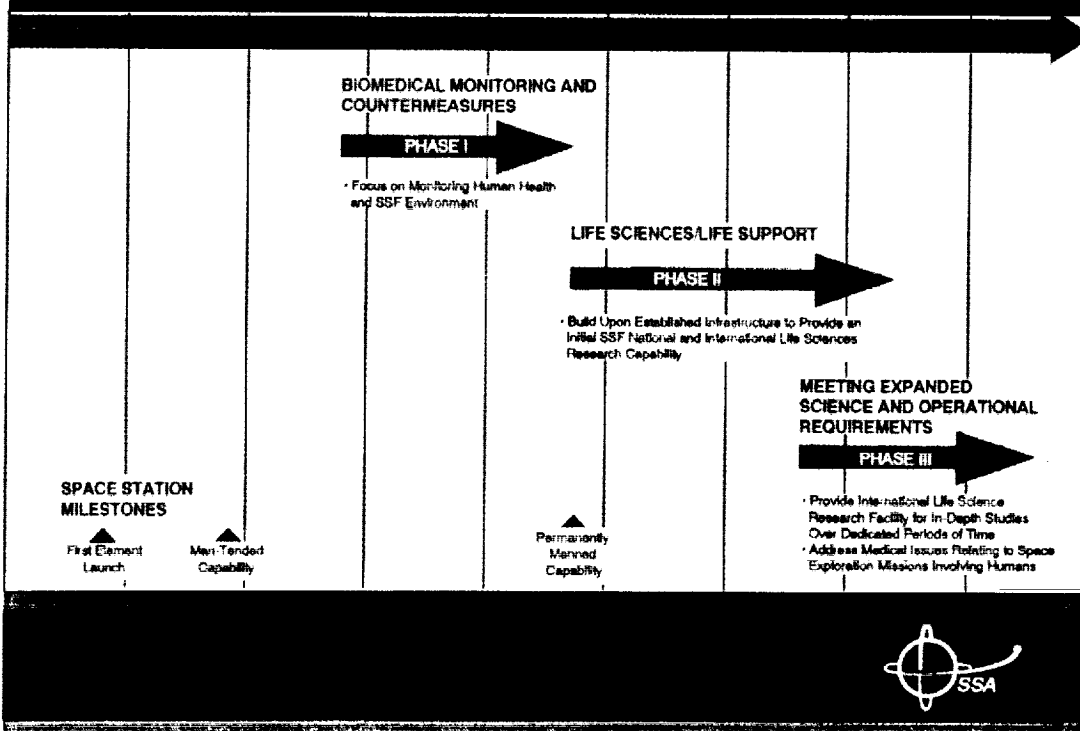 BIOMEDICAL MONITORING AND
COUNTERMEASURES
PHASE I
· Focus on Monitoring Human Health
and SSF Environment
LIFE SCIENCES/LIFE SUPPORT
PHASE II
· Build Upon Established Infrastructure to Provide an
Initial SSF National and International Life Sciences
Research Capability
MEETING EXPANDED
SCIENCE AND OPERATIONAL
REQUIREMENTS
PHASE III
· Provide International Life Science
Research Facility for In-Depth Studies
Over Dedicated Periods of Time
· Address Medical Issues Relating to Space
Exploration Missions Involving Humans
SPACE STATION
MILESTONES
First Element
Launch
Man-Tended
Capability
Permanently
Manned
Capability
SSA